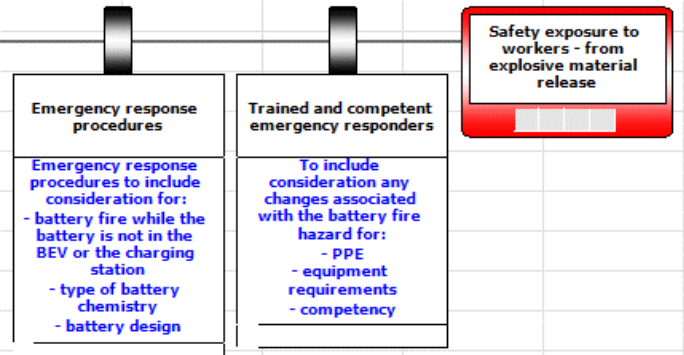 Emergency response
procedures
Emergency response
procedures to include
consideration for:
- battery fire while the
battery is not in the
BEV or the charging
station
- type of battery
chemistry
- battery design
Trained and competent
emergency responders
To include
consideration any
changes associated
with the battery fire
hazard for:
- PPE
- equipment
requirements
- competency
Safety exposure to
workers - from
explosive material
release